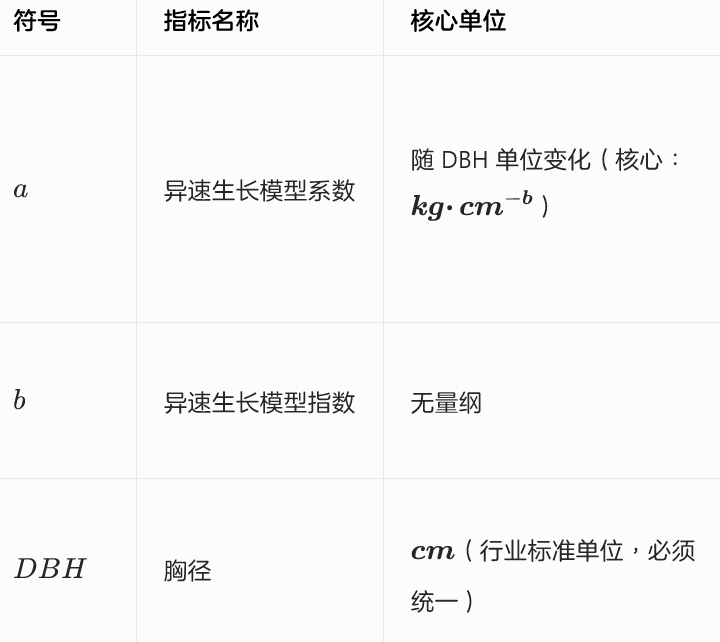 符号 指标名称 核心单位
随 DBH 单位变化（核心：
a 异速生长模型系数
kg· cm⁻ᵇ）
b 异速生长模型指数 无量纲
cm（行业标准单位，必须
DBH 胸径
统一）